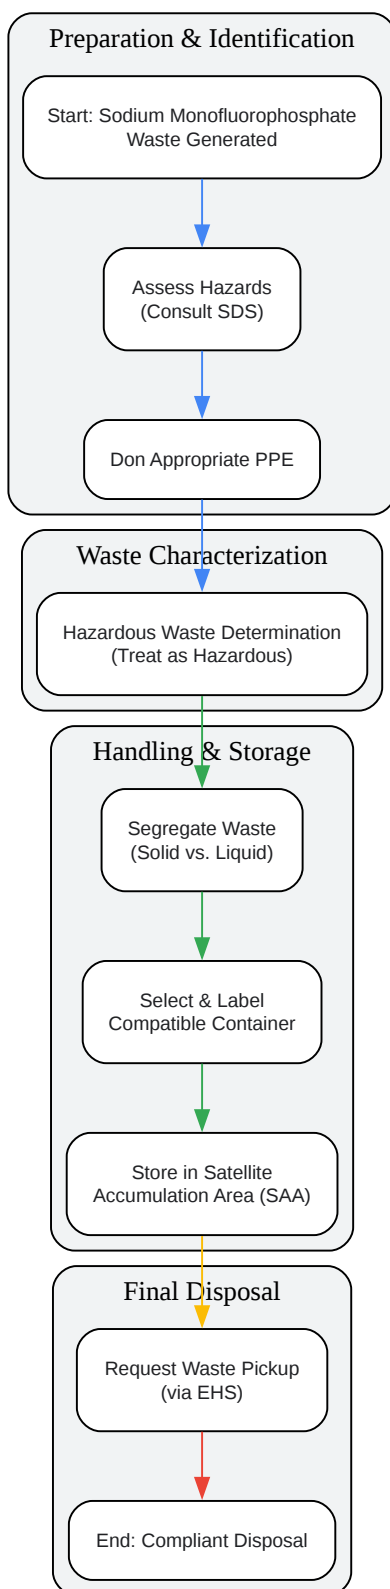 Preparation & Identification
Start: Sodium Monofluorophosphate
Waste Generated
Assess Hazards
(Consult SDS)
Don Appropriate PPE
Waste Characterization
Hazardous Waste Determination
(Treat as Hazardous)
Handling & Storage
Segregate Waste
(Solid vs. Liquid)
Select & Label
Compatible Container
Store in Satellite
Accumulation Area (SAA)
Final Disposal
Request Waste Pickup
(via EHS)
End: Compliant Disposal